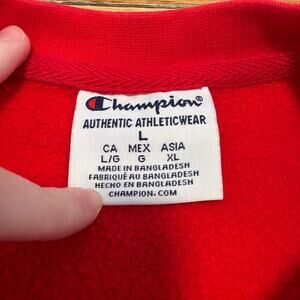 Champion®
AUTHENTIC ATHLETICWEAR
L
CA MEX ASIA
L/G G XL
MADE IN BANGLADESH
FABRIQUÉ AU BANGLADESH
HECHO EN BANGLADESH
CHAMPION.COM